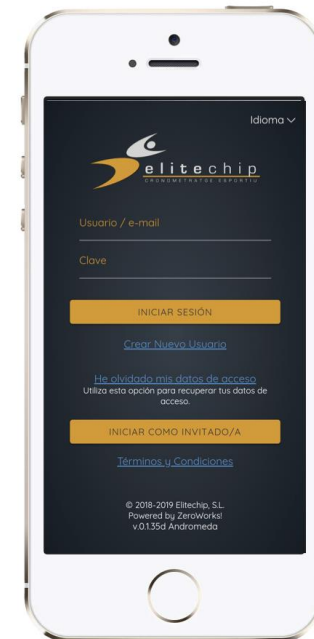 Idioma
elitechip
CRONOMETRATGE ESPORTIU
Usuario / e-mail
Clave
INICIAR SESIÓN
Crear Nuevo Usuario
He olvidado mis datos de acceso
Utiliza esta opción para recuperar tus datos de
acceso.
INICIAR COMO INVITADO/A
Términos y Condiciones
© 2018-2019 Elitechip, S.L.
Powered by ZeroWorks!
v.0.1.35d Andromeda